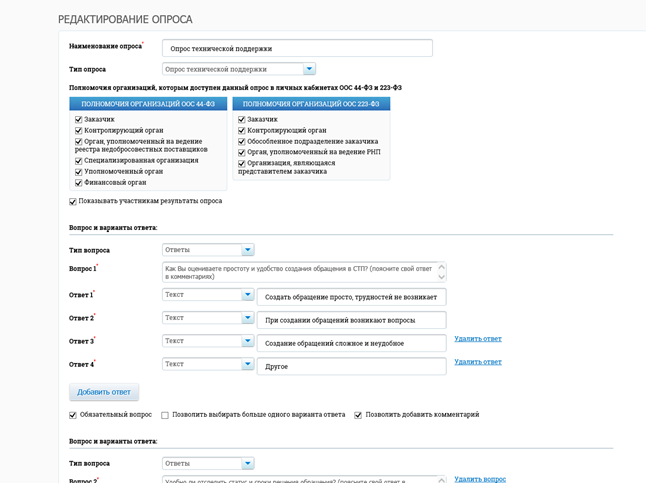 РЕДАКТИРОВАНИЕ ОПРОСА
Наименование опроса*
Опрос технической поддержки
Тип опроса
Опрос технической поддержки
Полномочия организаций, которым доступен данный опрос в личных кабинетах ООС 44-ФЗ и 223-ФЗ
ПОЛНОМОЧИЯ ОРГАНИЗАЦИЙ ООС 44-ФЗ
Заказчик
Контролирующий орган
Орган, уполномоченный на ведение
реестра недобросовестных поставщиков
Специализированная организация
Уполномоченный орган
Финансовый орган
ПОЛНОМОЧИЯ ОРГАНИЗАЦИЙ ООС 223-ФЗ
Заказчик
Контролирующий орган
Обособленное подразделение заказчика
Орган, уполномоченный на ведение РНП
Организация, являющаяся
представителем заказчика
Показывать участникам результаты опроса
Вопрос и варианты ответа:
Тип вопроса
Ответы
Вопрос 1*
Как Вы оцениваете простоту и удобство создания обращения в СТП? (поясните свой ответ
в комментариях)
Ответ 1*
Текст
Создать обращение просто, трудностей не возникает
Ответ 2*
Текст
При создании обращений возникают вопросы
Ответ 3*
Текст
Создание обращений сложное и неудобное
Удалить ответ
Ответ 4*
Текст
Другое
Удалить ответ
Добавить ответ
Обязательный вопрос
Позволить выбирать больше одного варианта ответа
Позволить добавить комментарий
Вопрос и варианты ответа:
Тип вопроса
Ответы
Вопрос 2*
Удобно ли отследить статус и сроки решения обращения? (поясните свой ответ в
Удалить вопрос